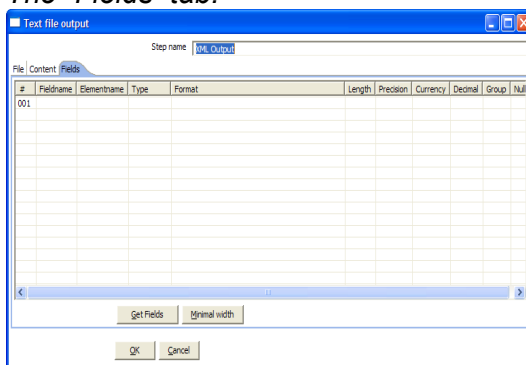 The "Fields" tab:
Text file output
Step name XML Output
File Content Fields
# Fieldname Elementname Type Format Length Precision Currency Decimal Group Null
001
Get Fields Minimal width
OK Cancel